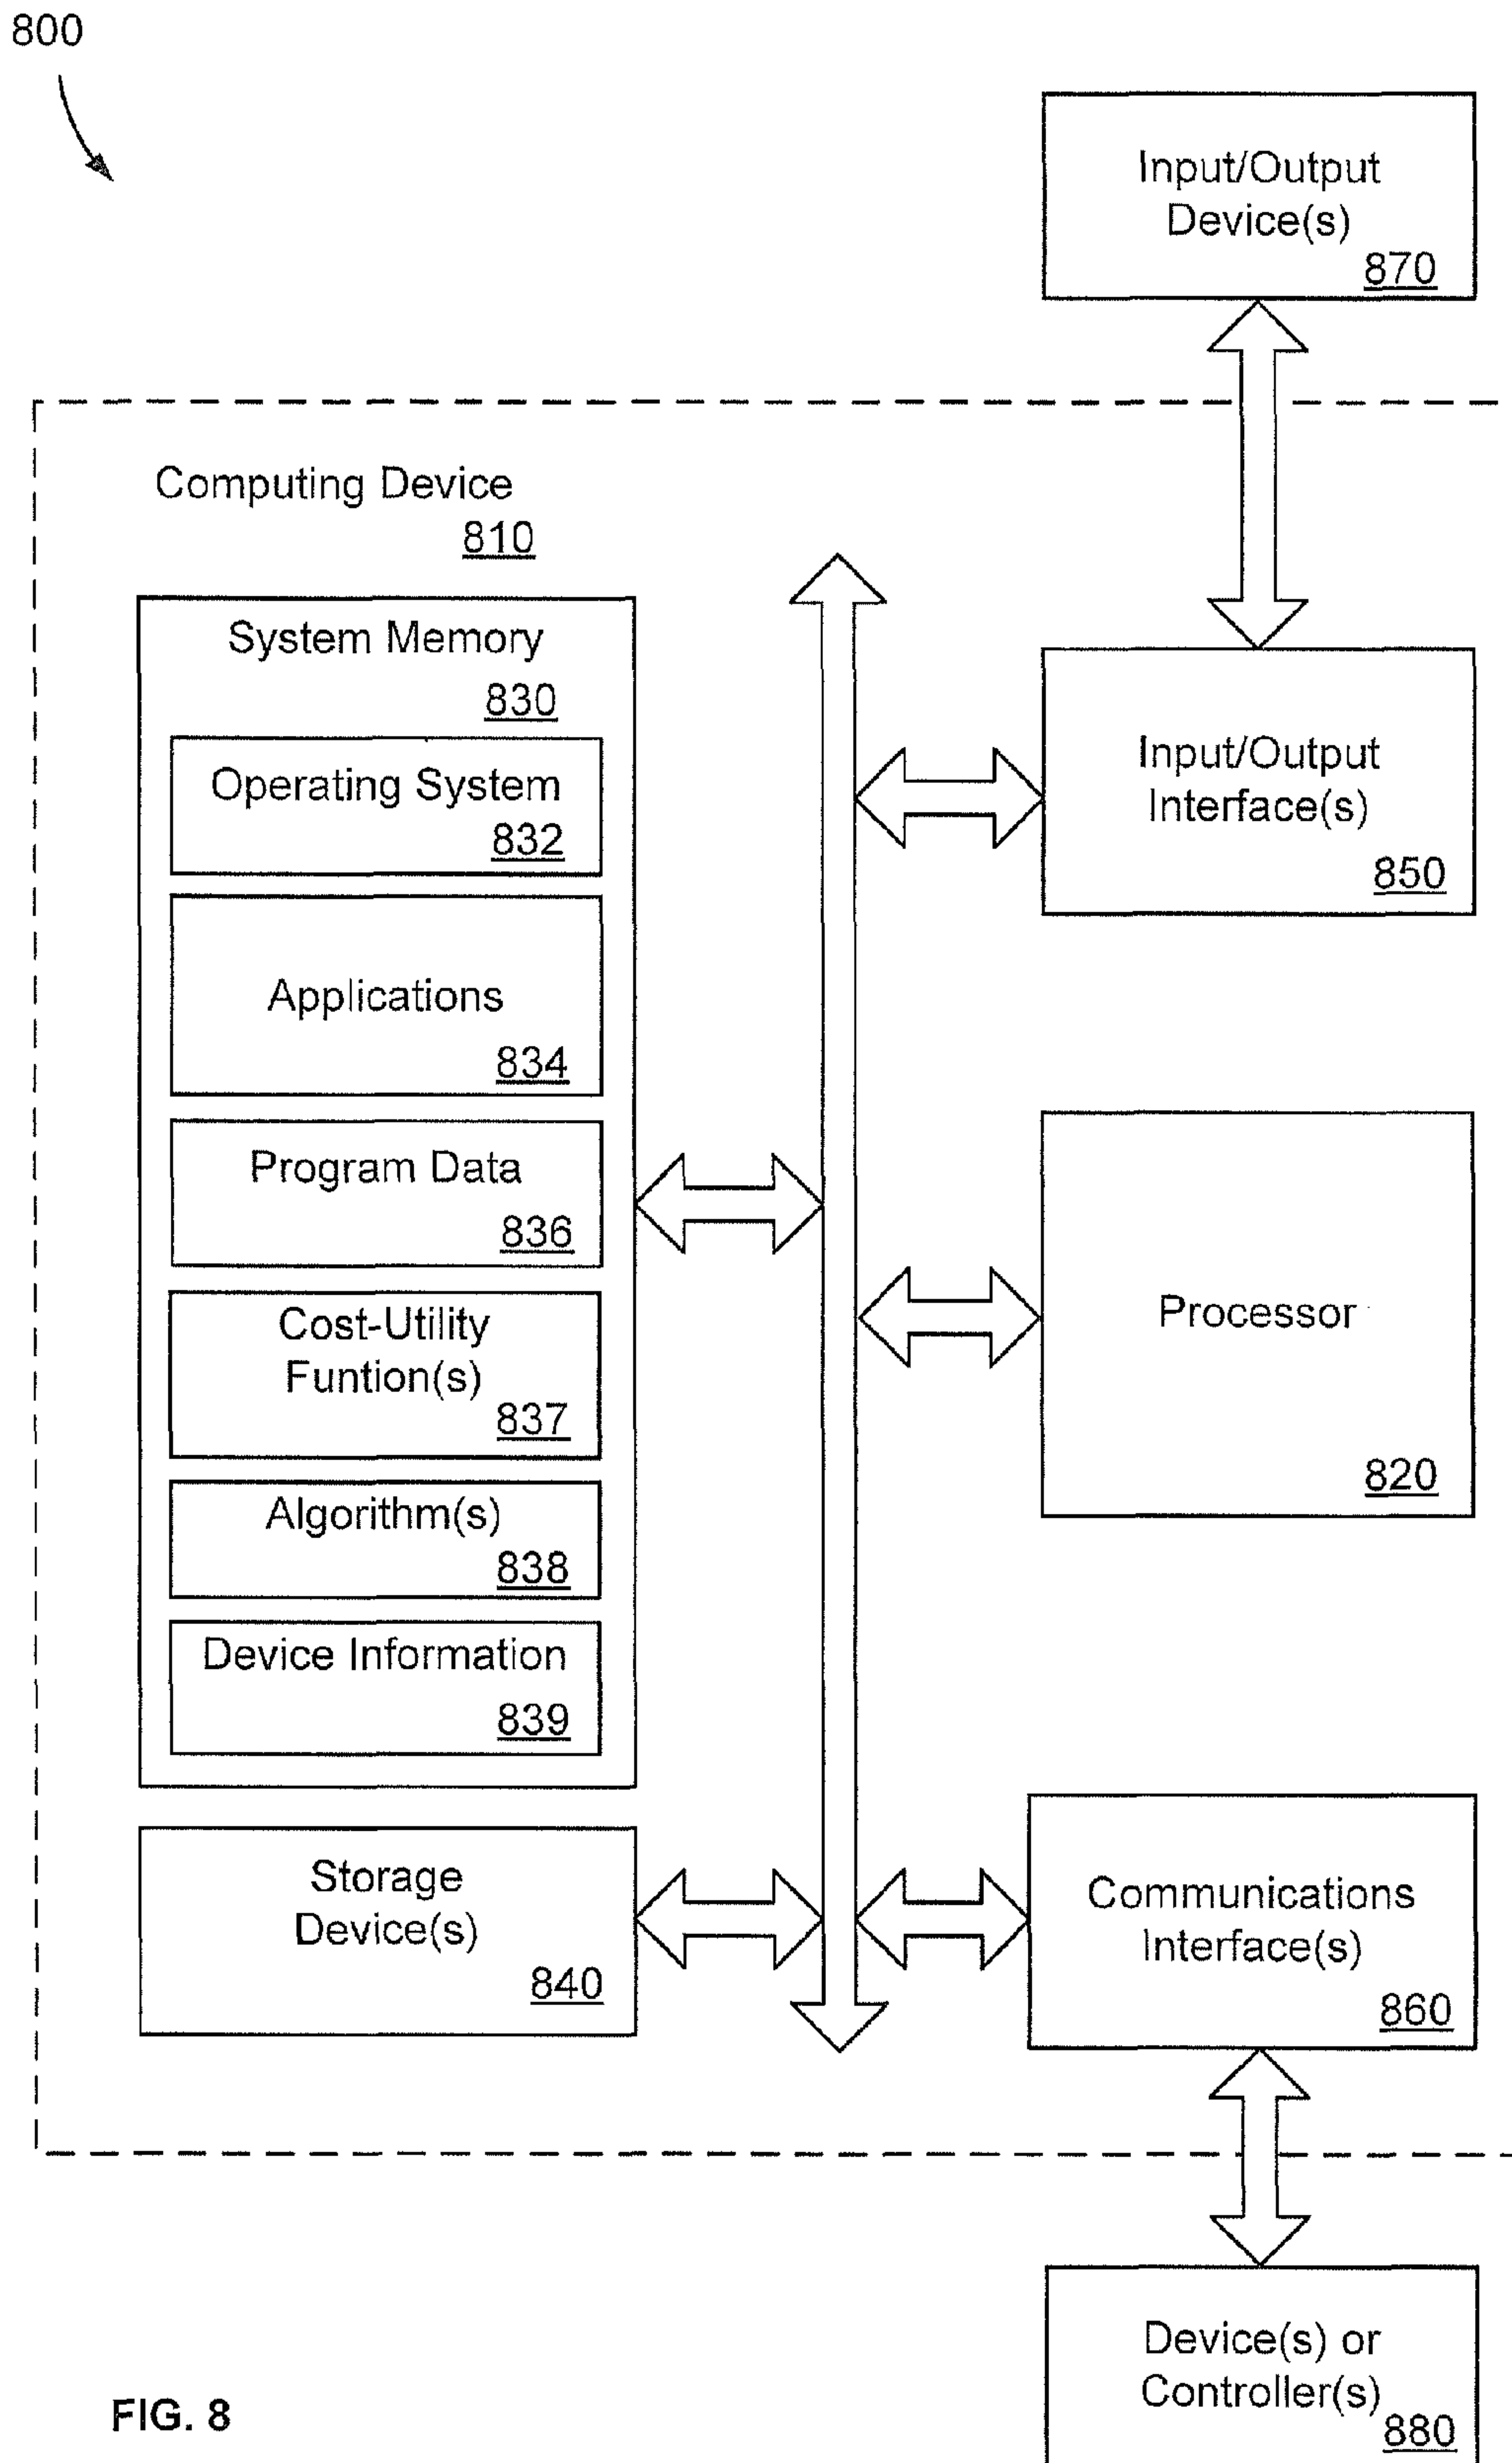 800
Input/Output
Device(s)
870
Computing Device
810
System Memory
830
Operating System
832
Applications
834
Program Data
836
Cost-Utility
Funtion(s)
837
Algorithm(s)
838
Device Information
839
Storage
Device(s)
840
Input/Output
Interface(s)
850
Processor
820
Communications
Interface(s)
860
Device(s) or
Controller(s)
880
FIG. 8